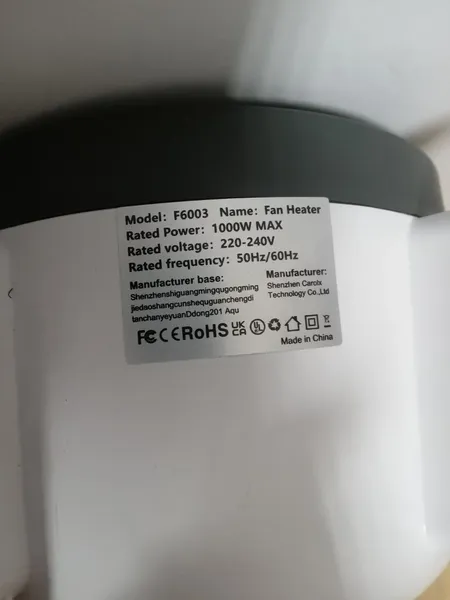 Model: F6003 Name: Fan Heater
Rated Power: 1000W MAX
Rated voltage: 220-240V
Rated frequency: 50Hz/60Hz
Manufacturer base:
Shenzhenshiguangmingqugongming
jiedsoshangcunshequguanchengdi
tanchanyeyuanDdong201 Aqu
Manufacturer:
Shenzhen Carolx
Technology Co.,Ltd
FC CE RoHS UK CA UL
Made in China